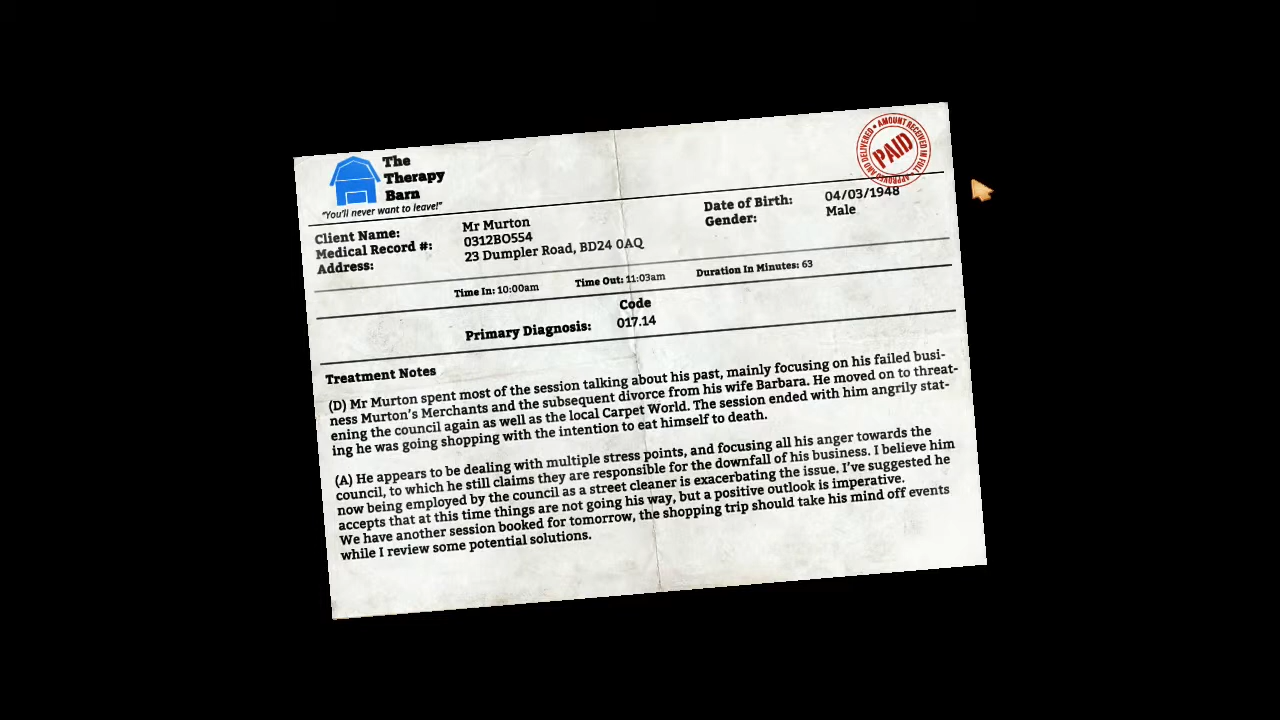 The
Therapy
Barn
"You'll never want to leave!"
AMOUNT RECEIVED IN FULL • APPROVED AND DELIVERED •
PAID
Client Name: Mr Murton Date of Birth: 04/03/1948
Medical Record #: 0312BO554 Gender: Male
Address: 23 Dumpler Road, BD24 0AQ
Time In: 10:00am Time Out: 11:03am Duration In Minutes: 63
Code
Primary Diagnosis: 017.14
Treatment Notes
(D) Mr Murton spent most of the session talking about his past, mainly focusing on his failed busi-
ness Murton's Merchants and the subsequent divorce from his wife Barbara. He moved on to threat-
ening the council again as well as the local Carpet World. The session ended with him angrily stat-
ing he was going shopping with the intention to eat himself to death.
(A) He appears to be dealing with multiple stress points, and focusing all his anger towards the
council, to which he still claims they are responsible for the downfall of his business. I believe him
now being employed by the council as a street cleaner is exacerbating the issue. I've suggested he
accepts that at this time things are not going his way, but a positive outlook is imperative.
We have another session booked for tomorrow, the shopping trip should take his mind off events
while I review some potential solutions.